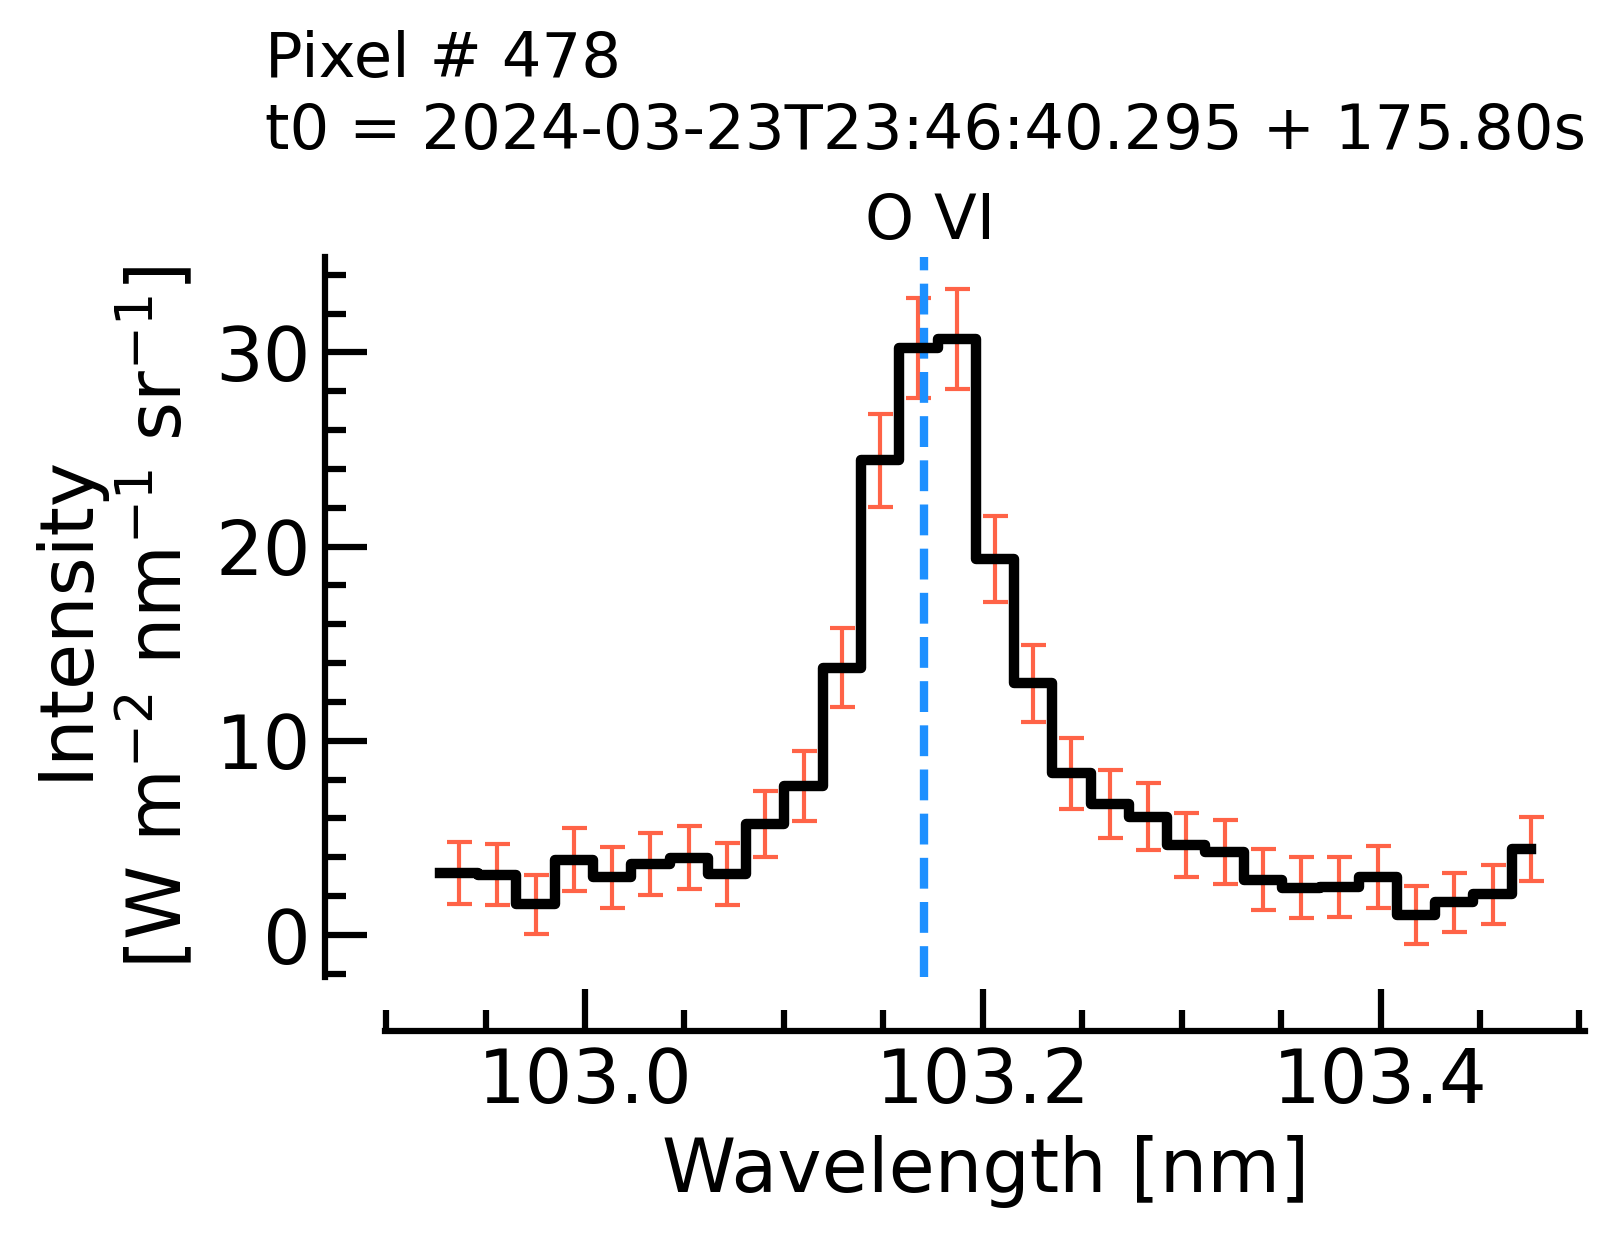 Pixel # 478
t0 = 2024-03-23T23:46:40.295 + 175.80s
O VI
Intensity
[W m⁻² nm⁻¹ sr⁻¹]
30
20
10
0
103.0 103.2 103.4
Wavelength [nm]